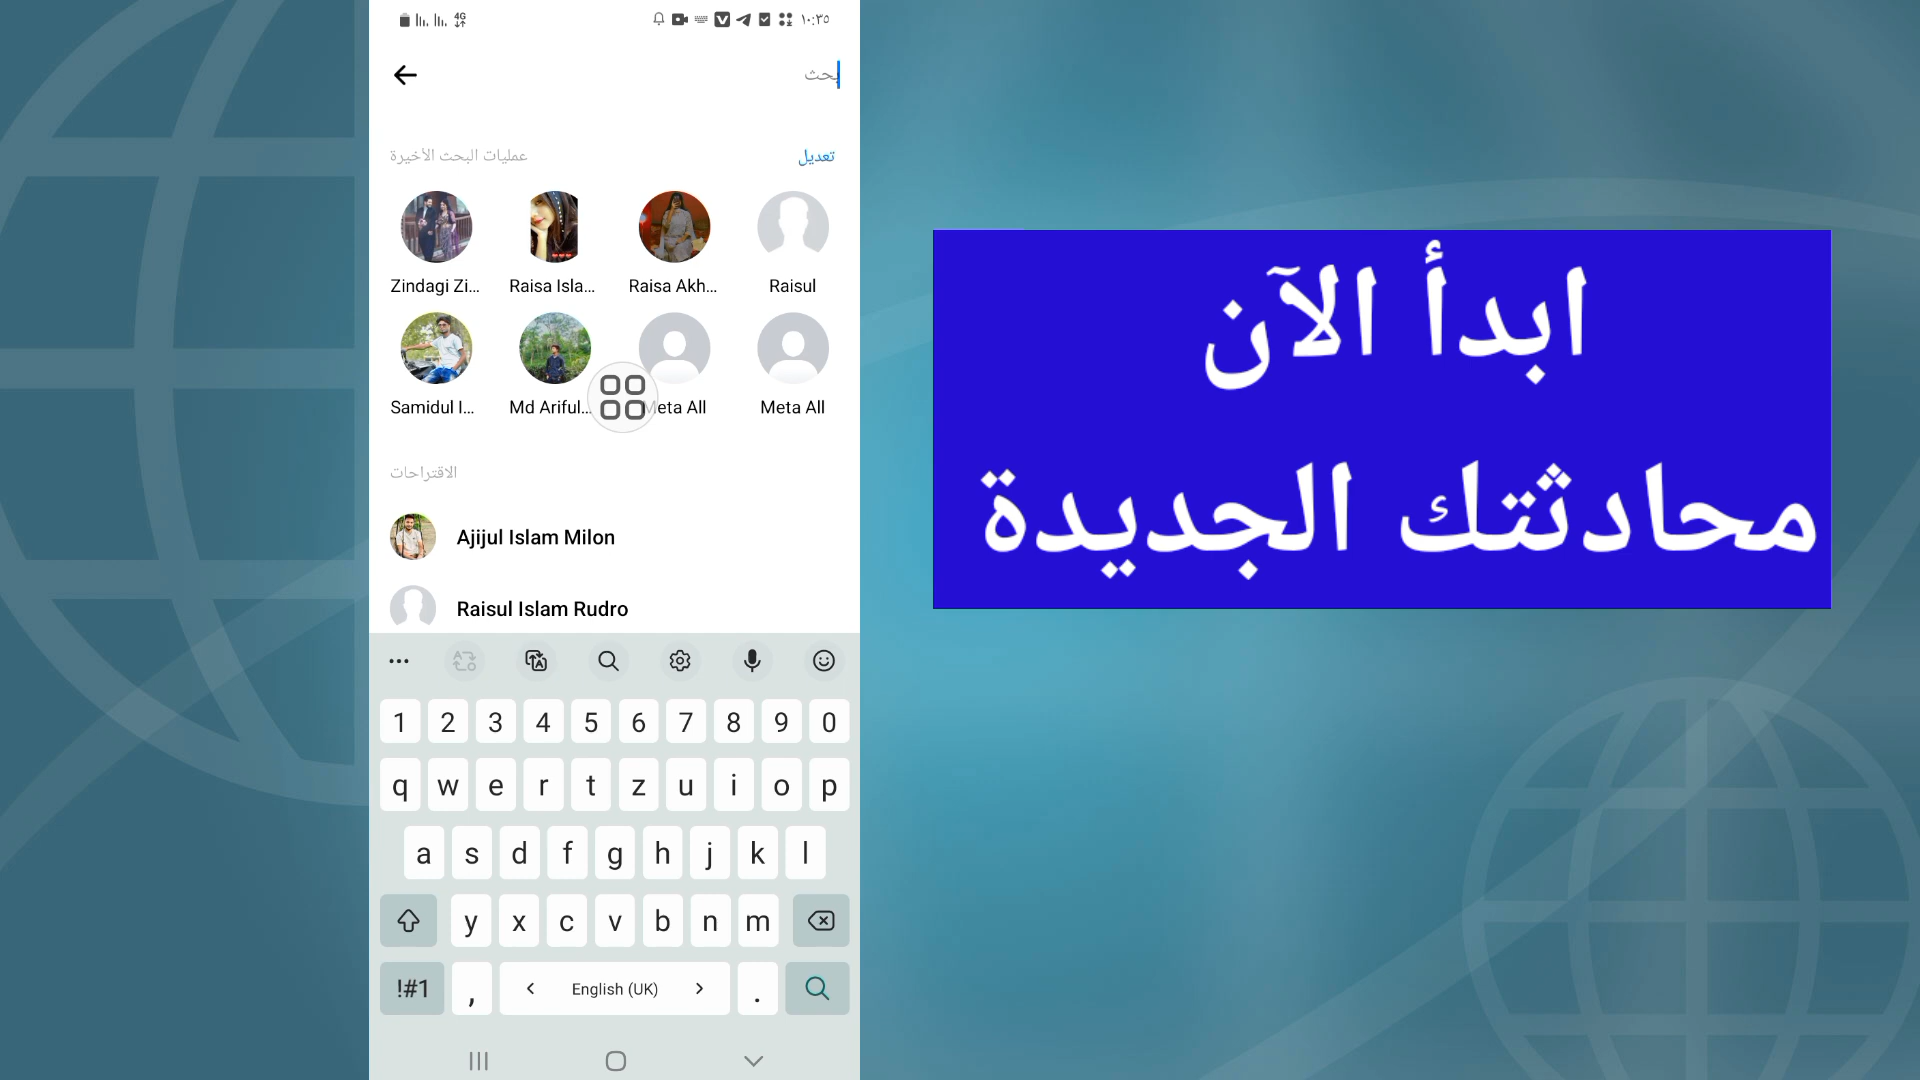 4G ١٠:٣٥
بحث
عمليات البحث الأخيرة تعديل
Zindagi Zi... Raisa Isla... Raisa Akh... Raisul
Samidul I... Md Ariful... Meta All Meta All
الاقتراحات
Ajijul Islam Milon
Raisul Islam Rudro
1 2 3 4 5 6 7 8 9 0
q w e r t z u i o p
a s d f g h j k l
y x c v b n m
!#1 , < English (UK) > .
ابدأ الآن
محادثتك الجديدة